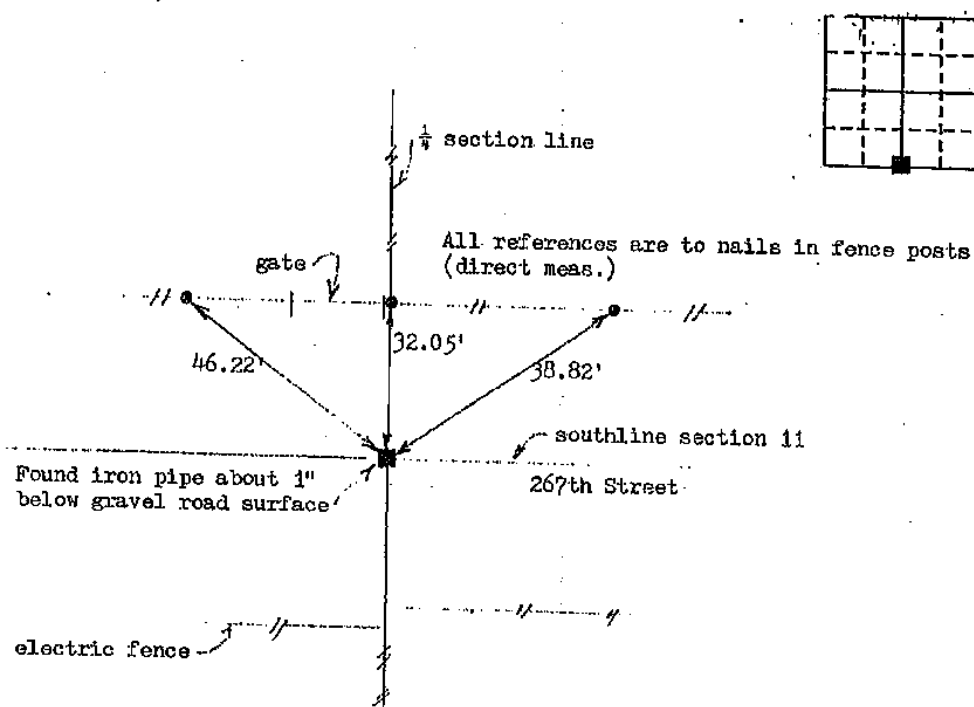 ¼ section line
All references are to nails in fence posts
(direct meas.)
gate
32.05'
46.22'
38.82'
southline section 11
Found iron pipe about 1"
below gravel road surface
267th Street
electric fence